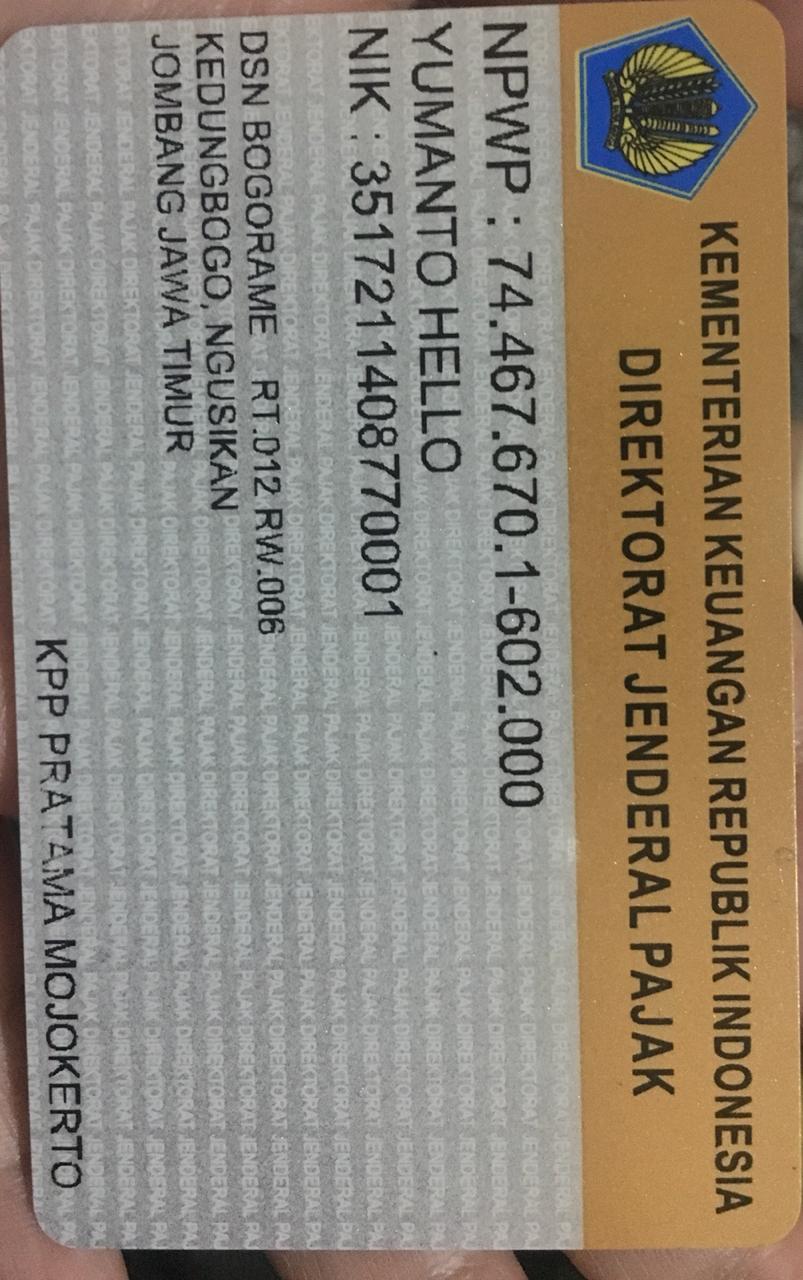 KEMENTERIAN KEUANGAN REPUBLIK INDONESIA
DIREKTORAT JENDERAL PAJAK
NPWP : 74.467.670.1-602.000
YUMANTO HELLO
NIK : 3517211408770001
DSN BOGORAME RT.012 RW.006
KEDUNGBOGO, NGUSIKAN
JOMBANG JAWA TIMUR
KPP PRATAMA MOJOKERTO